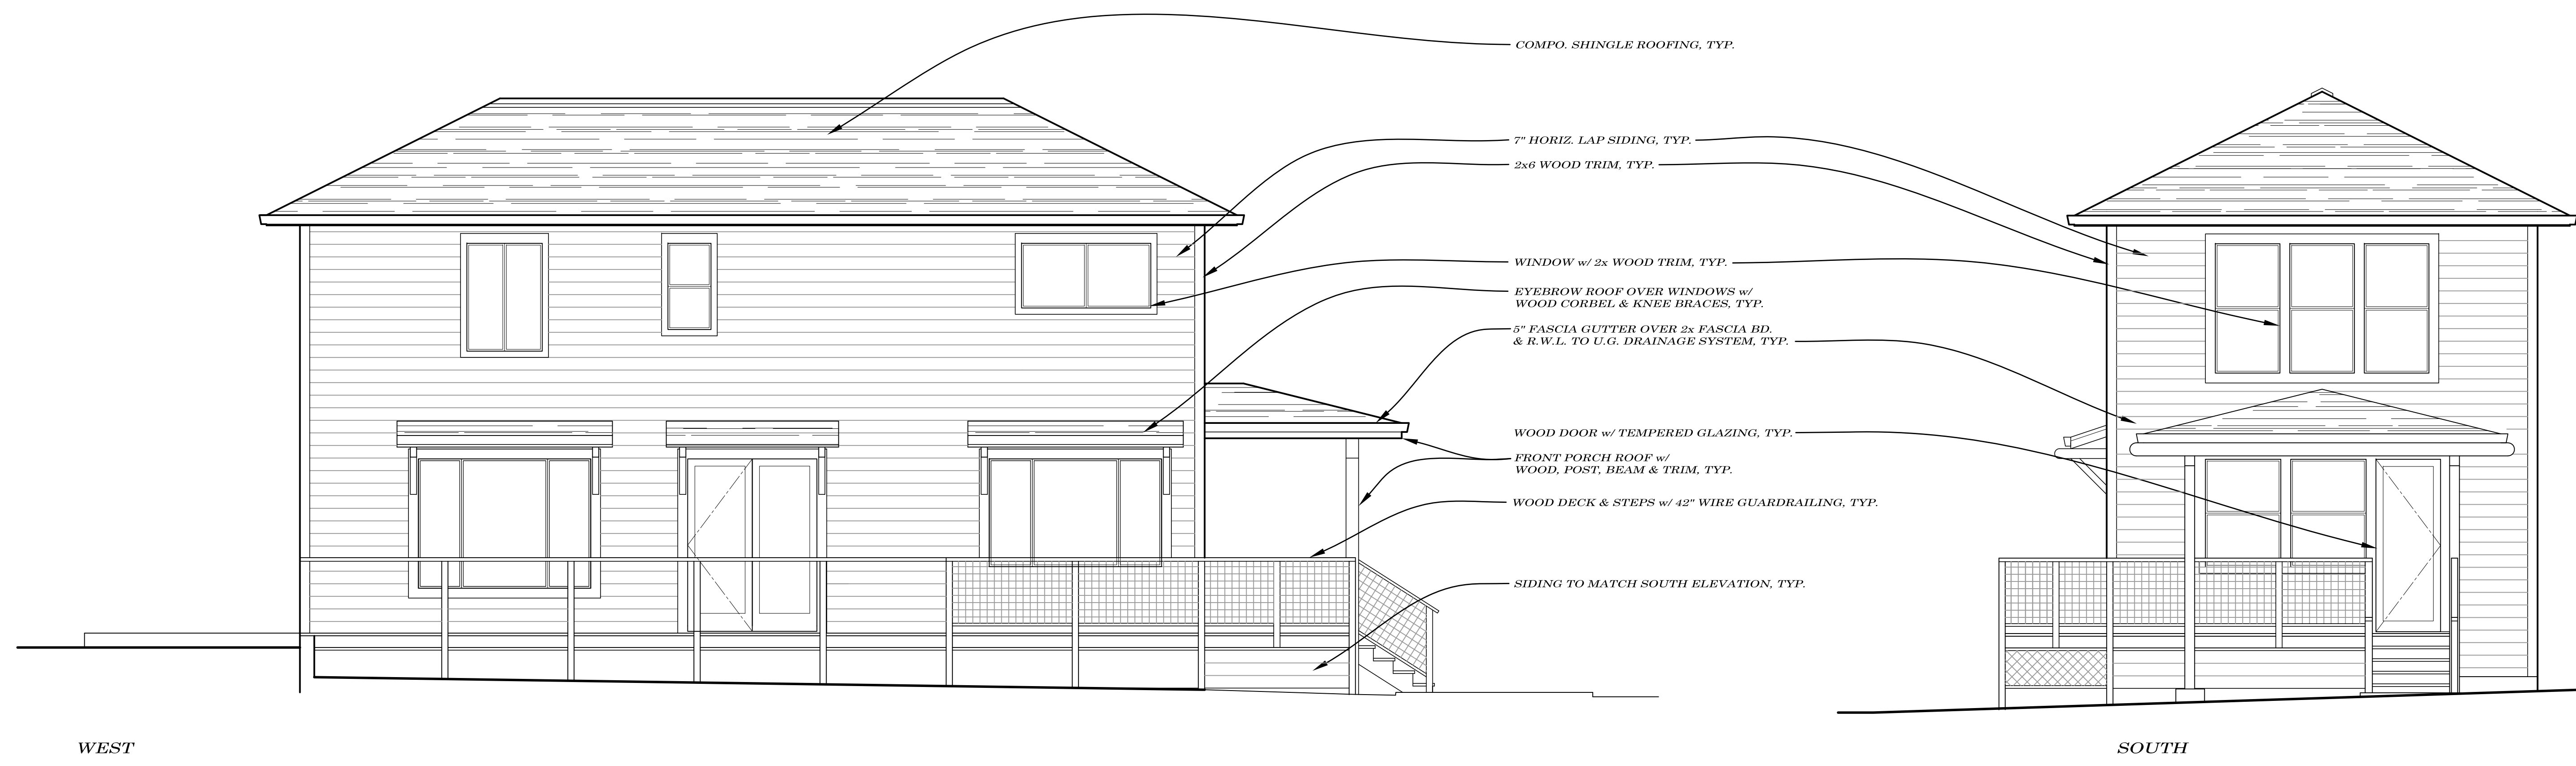 COMPO. SHINGLE ROOFING, TYP.
7" HORIZ. LAP SIDING, TYP.
2x6 WOOD TRIM, TYP.
WINDOW w/ 2x WOOD TRIM, TYP.
EYEBROW ROOF OVER WINDOWS w/
WOOD CORBEL & KNEE BRACES, TYP.
5" FASCIA GUTTER OVER 2x FASCIA BD.
& R.W.L. TO U.G. DRAINAGE SYSTEM, TYP.
WOOD DOOR w/ TEMPERED GLAZING, TYP.
FRONT PORCH ROOF w/
WOOD, POST, BEAM & TRIM, TYP.
WOOD DECK & STEPS w/ 42" WIRE GUARDRAILING, TYP.
SIDING TO MATCH SOUTH ELEVATION, TYP.
WEST
SOUTH